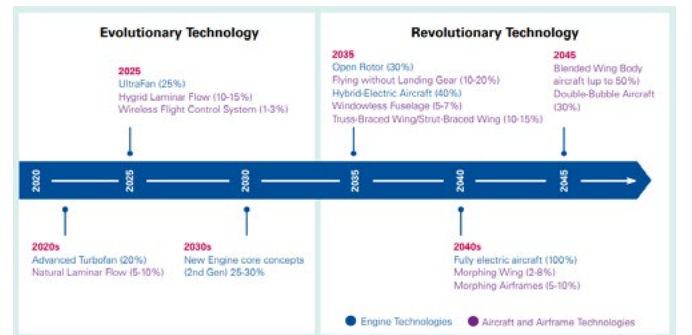 Evolutionary Technology
Revolutionary Technology
2025
UltraFan (25%)
Hygrid Laminar Flow (10-15%)
Wireless Flight Control System (1-3%)
2035
Open Rotor (30%)
Flying without Landing Gear (10-20%)
Hybrid-Electric Aircraft (40%)
Windowless Fuselage (5-7%)
Truss-Braced Wing/Strut-Braced Wing (10-15%)
2045
Blended Wing Body
aircraft (up to 50%)
Double-Bubble Aircraft
(30%)
2020
2025
2030
2035
2040
2045
2020s
Advanced Turbofan (20%)
Natural Laminar Flow (5-10%)
2030s
New Engine core concepts
(2nd Gen) 25-30%
2040s
Fully electric aircraft (100%)
Morphing Wing (2-8%)
Morphing Airframes (5-10%)
Engine Technologies
Aircraft and Airframe Technologies